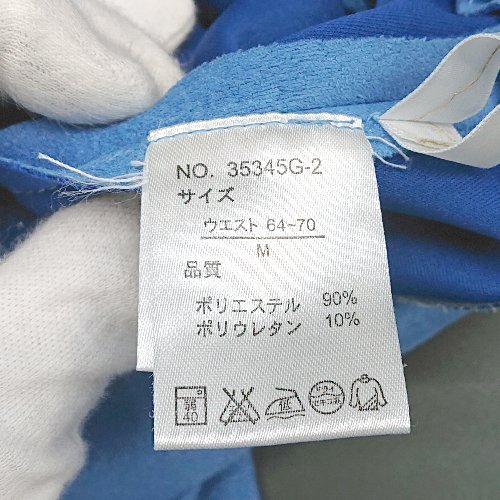 NO. 35345G-2
サイズ
ウエスト 64~70
M
品質
ポリエステル 90%
ポリウレタン 10%
40
低